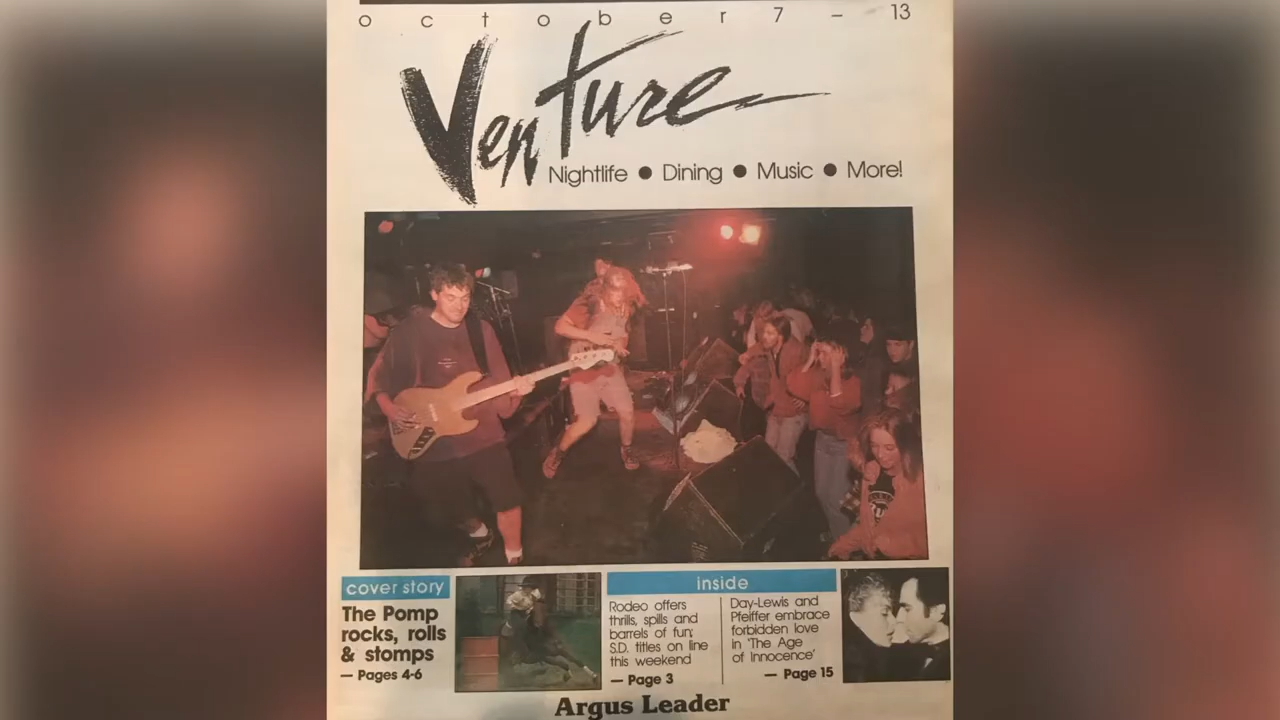 october 7 – 13
Venture
Nightlife ● Dining ● Music ● More!
cover story
The Pomp
rocks, rolls
& stomps
— Pages 4-6
inside
Rodeo offers
thrills, spills and
barrels of fun;
S.D. titles on line
this weekend
— Page 3
Day-Lewis and
Pfeiffer embrace
forbidden love
in 'The Age
of Innocence'
— Page 15
Argus Leader